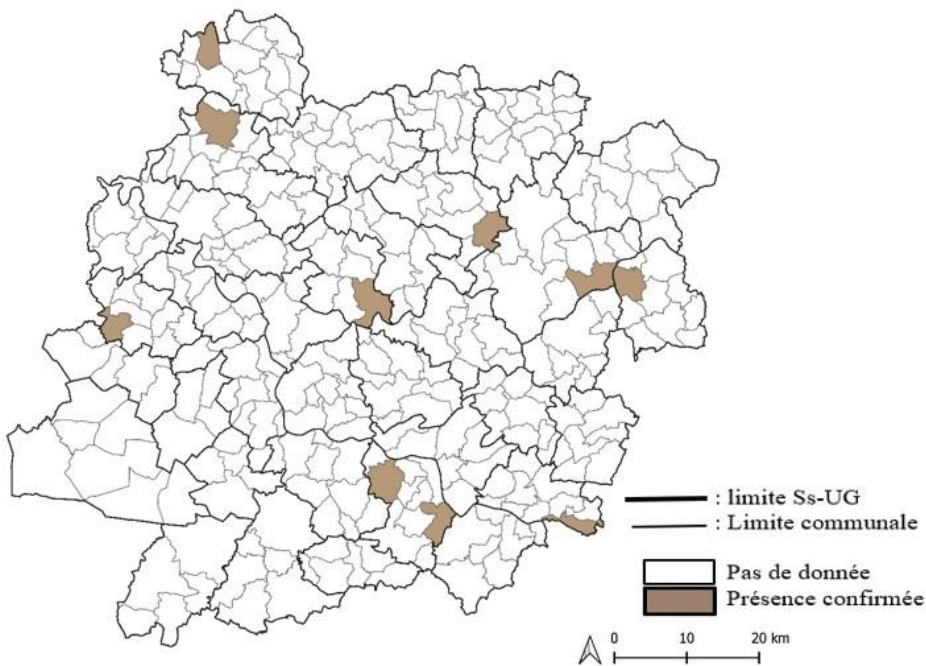 : limite Ss-UG
: Limite communale
Pas de donnée
Présence confirmée
0 10 20 km